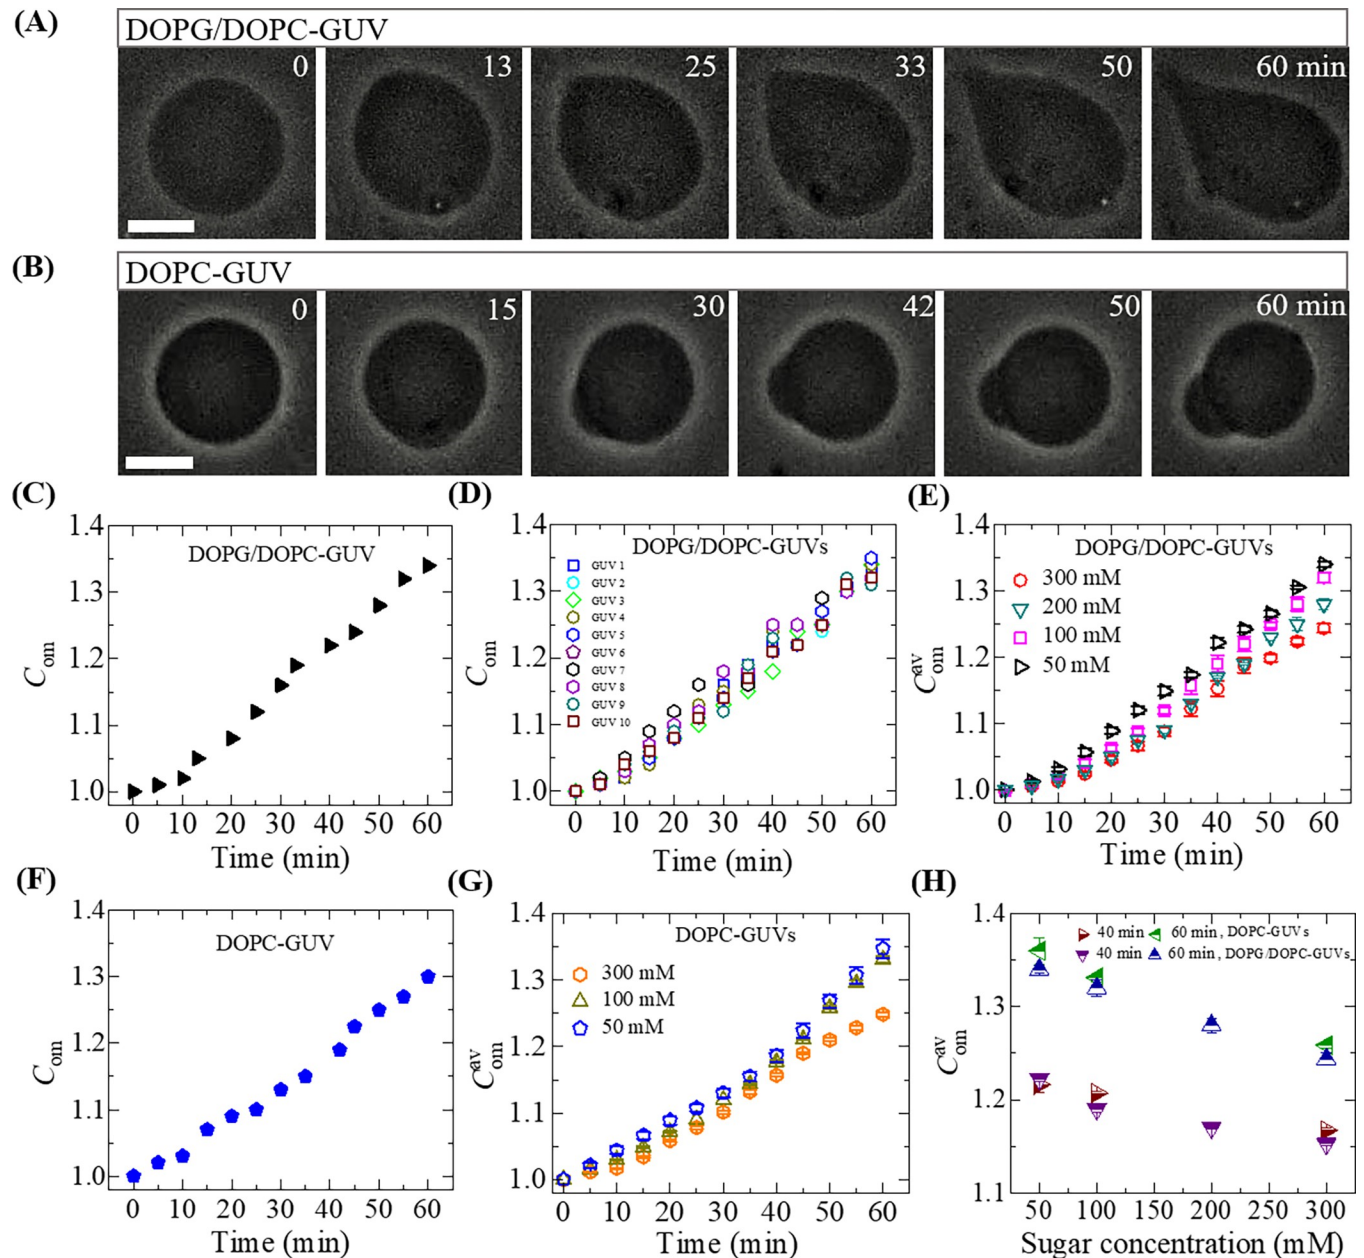 (A)
DOPG/DOPC-GUV
0 13 25 33 50 60 min
(B)
DOPC-GUV
0 15 30 42 50 60 min
(C)
DOPG/DOPC-GUV
1.4
1.3
1.2
1.1
1.0
C_om
0 10 20 30 40 50 60
Time (min)
(D)
DOPG/DOPC-GUVs
GUV 1
GUV 2
GUV 3
GUV 4
GUV 5
GUV 6
GUV 7
GUV 8
GUV 9
GUV 10
1.4
1.3
1.2
1.1
1.0
C_om
0 10 20 30 40 50 60
Time (min)
(E)
DOPG/DOPC-GUVs
300 mM
200 mM
100 mM
50 mM
1.4
1.3
1.2
1.1
1.0
C_om^av
0 10 20 30 40 50 60
Time (min)
(F)
DOPC-GUV
1.4
1.3
1.2
1.1
1.0
C_om
0 10 20 30 40 50 60
Time (min)
(G)
DOPC-GUVs
300 mM
100 mM
50 mM
1.4
1.3
1.2
1.1
1.0
C_om^av
0 10 20 30 40 50 60
Time (min)
(H)
40 min 60 min , DOPC-GUVs
40 min 60 min , DOPG/DOPC-GUVs
1.4
1.3
1.2
1.1
C_om^av
50 100 150 200 250 300
Sugar concentration (mM)